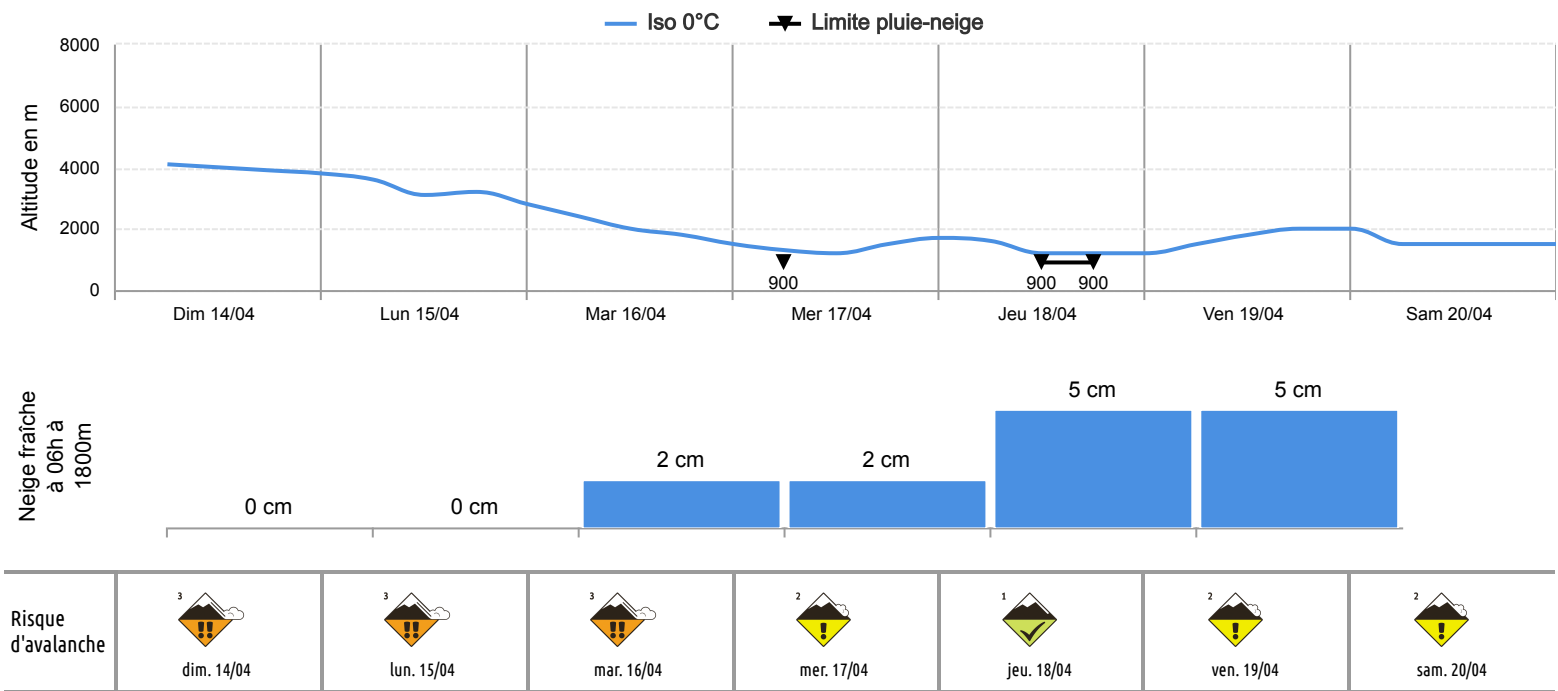 Iso 0°C Limite pluie-neige
8000
6000
4000
2000
0
Altitude en m
900 900 900
Dim 14/04 Lun 15/04 Mar 16/04 Mer 17/04 Jeu 18/04 Ven 19/04 Sam 20/04
Neige fraîche
à 06h à
1800m
0 cm 0 cm 2 cm 2 cm 5 cm 5 cm
Risque
d'avalanche
3 3 3 2 1 2 2
!! !! !! ! ! !
dim. 14/04 lun. 15/04 mar. 16/04 mer. 17/04 jeu. 18/04 ven. 19/04 sam. 20/04